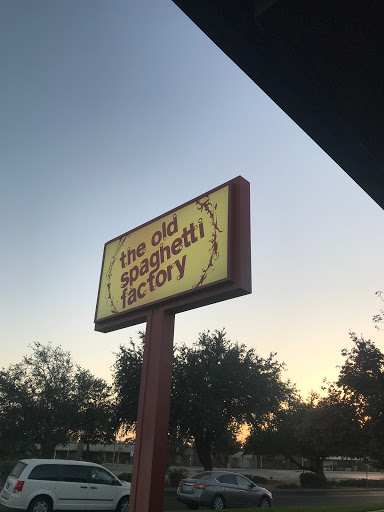 the old
spaghetti
factory